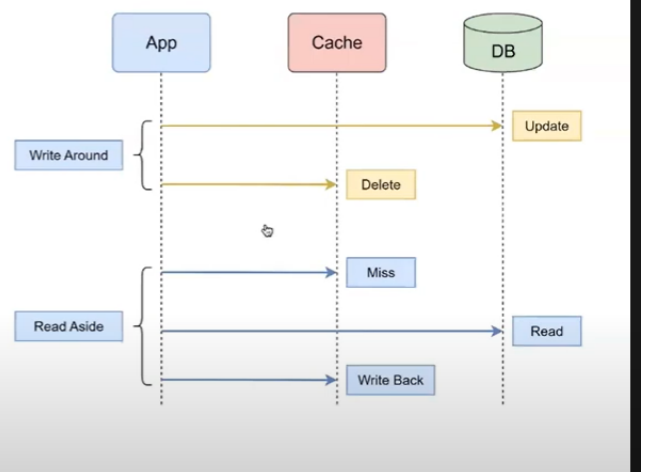 App
Cache
DB
Update
Write Around
Delete
Miss
Read Aside
Read
Write Back